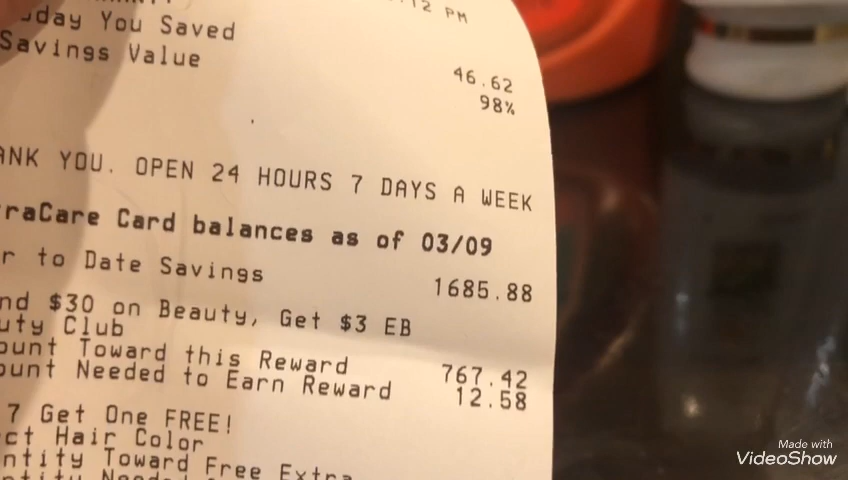 :12 PM
day You Saved
Savings Value
46.62
98%
ANK YOU. OPEN 24 HOURS 7 DAYS A WEEK
raCare Card balances as of 03/09
r to Date Savings 1685.88
nd $30 on Beauty, Get $3 EB
uty Club
ount Toward this Reward 767.42
ount Needed to Earn Reward 12.58
7 Get One FREE!
ct Hair Color
ntity Toward Free Extra
Made with
VideoShow